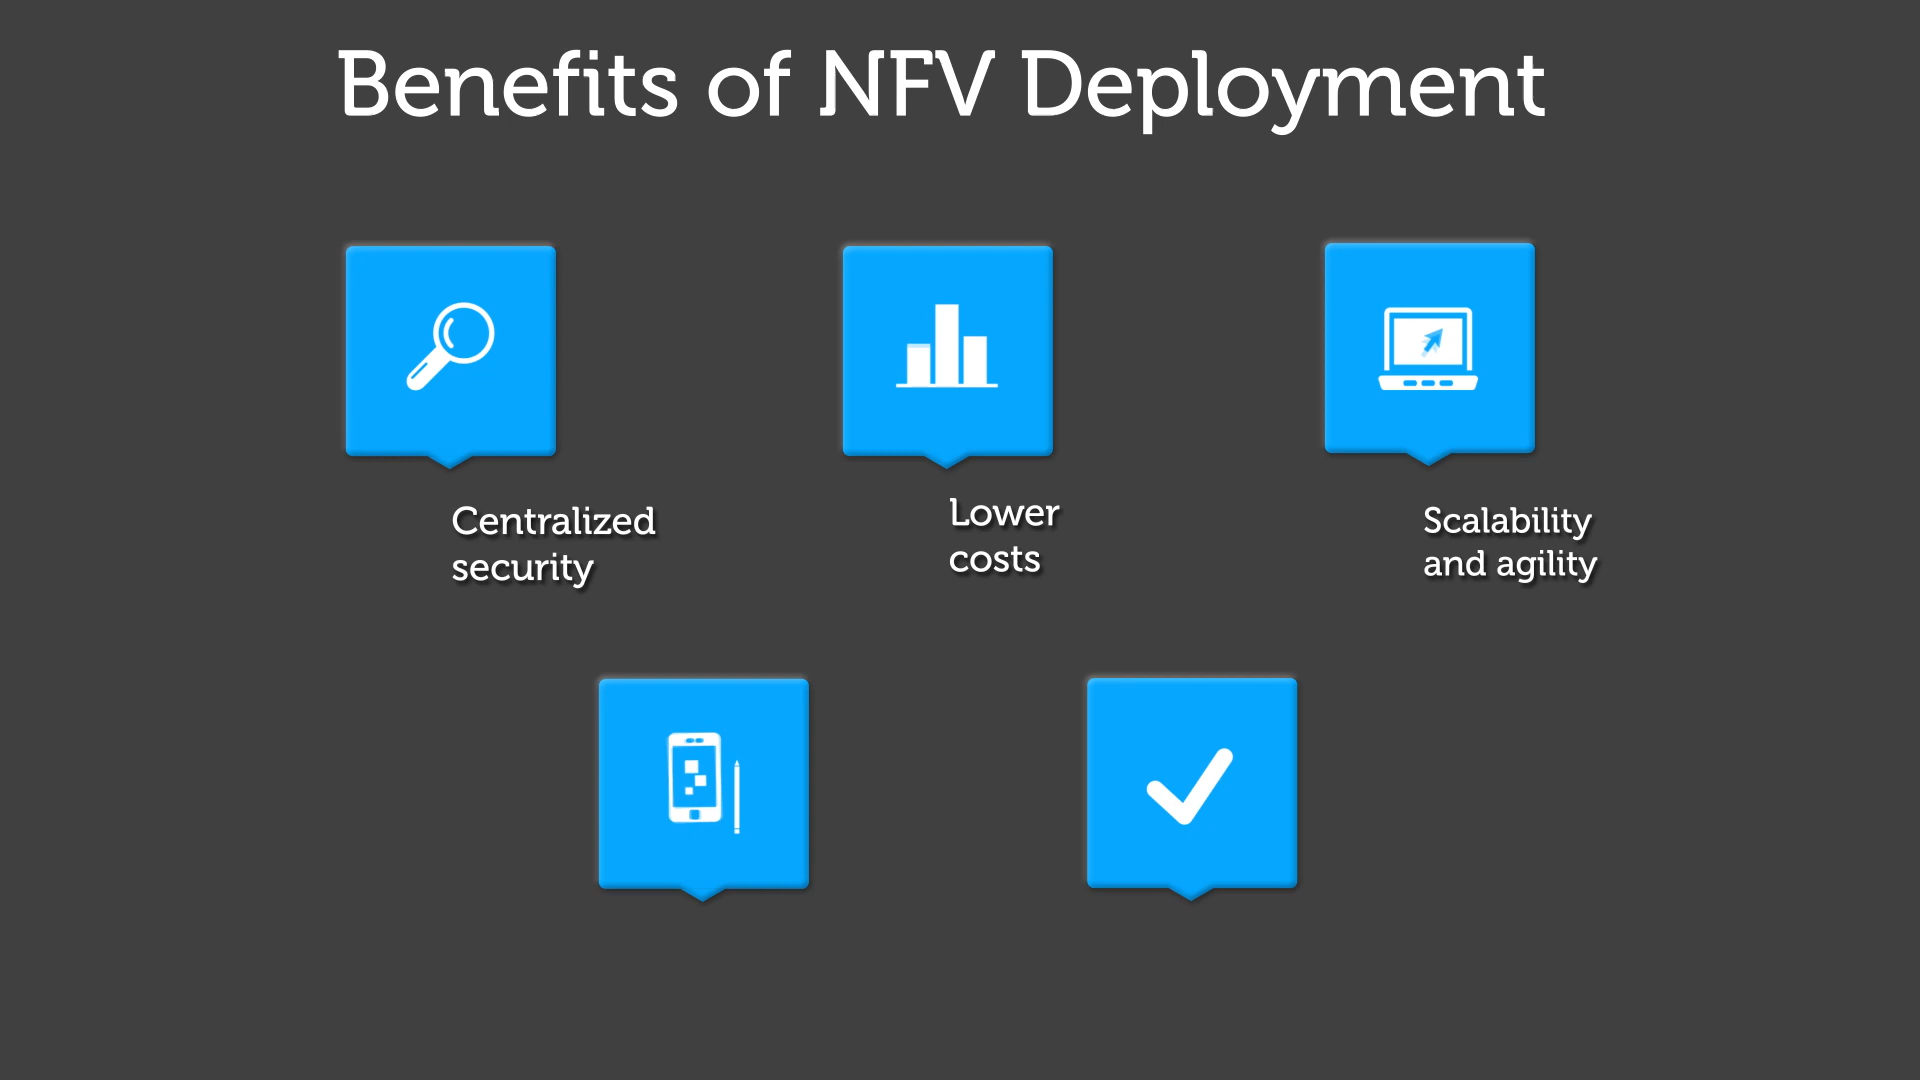 Benefits of NFV Deployment
Centralized
security
Lower
costs
Scalability
and agility